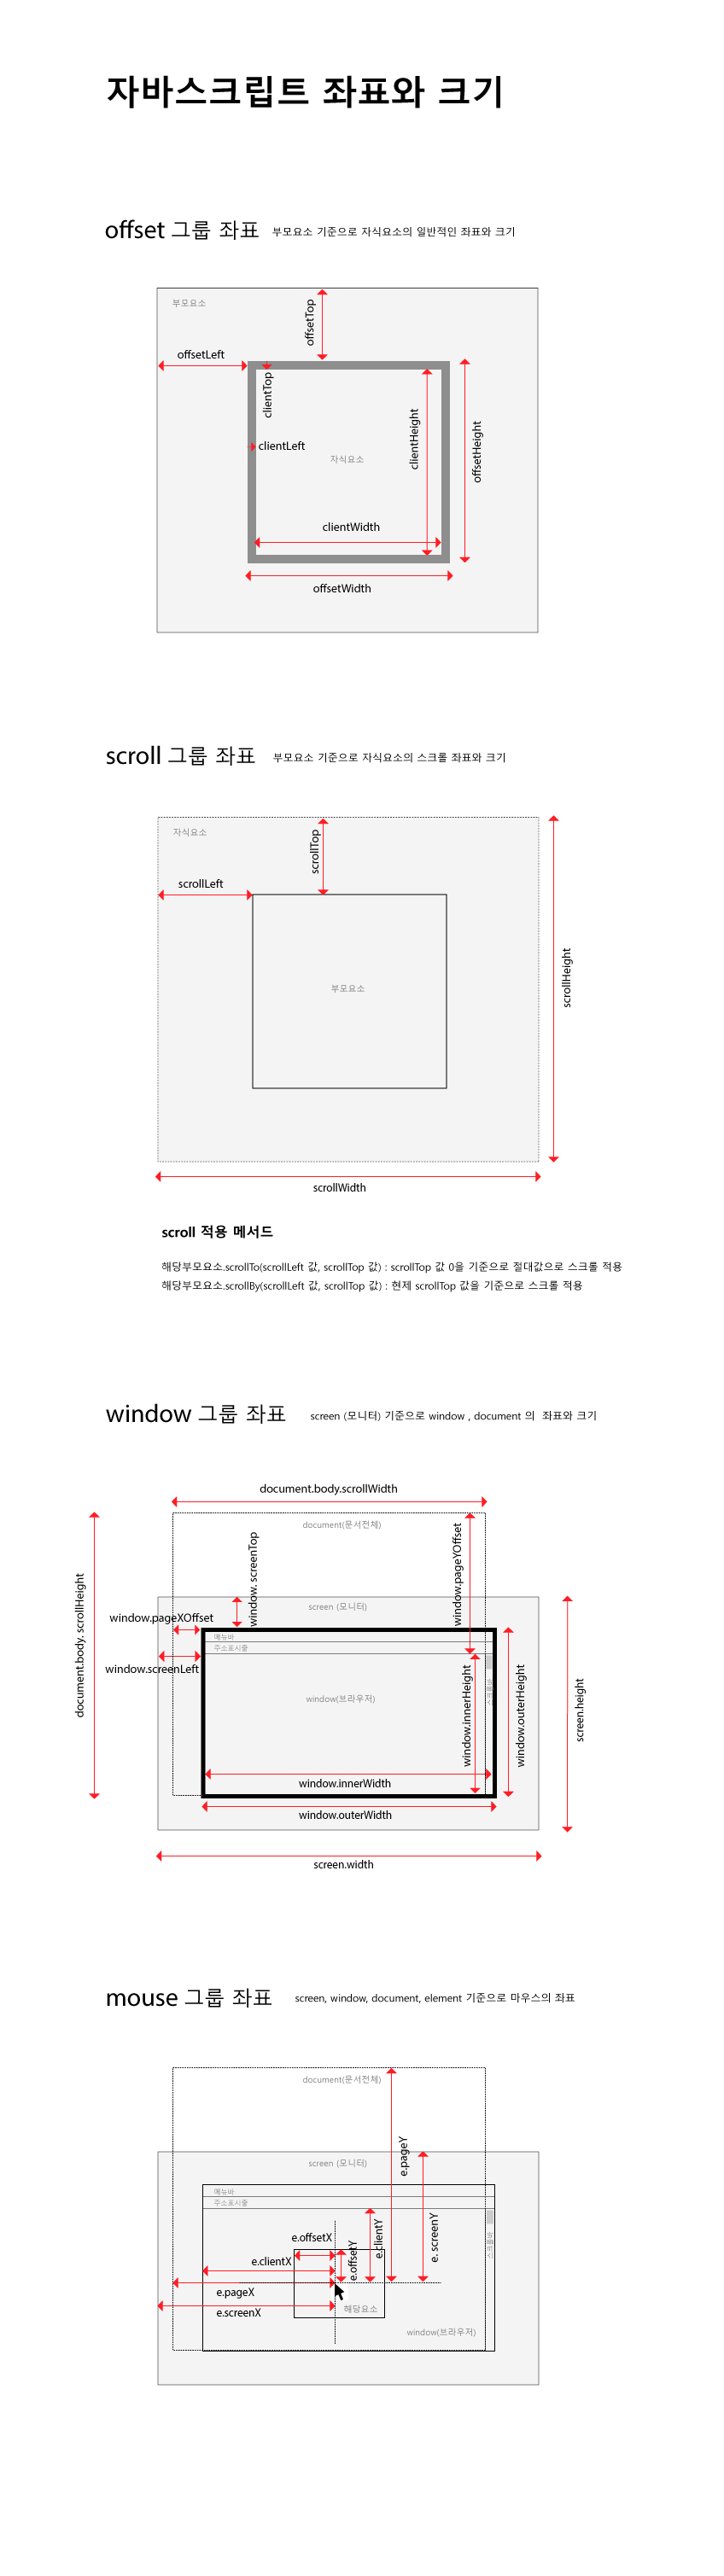 자바스크립트 좌표와 크기
offset 그룹 좌표 부모요소 기준으로 자식요소의 일반적인 좌표와 크기
부모요소
offsetTop
offsetLeft
clientTop
clientLeft
자식요소
clientHeight
offsetHeight
clientWidth
offsetWidth
scroll 그룹 좌표 부모요소 기준으로 자식요소의 스크롤 좌표와 크기
자식요소
scrollTop
scrollLeft
부모요소
scrollHeight
scrollWidth
scroll 적용 메서드
해당부모요소.scrollTo(scrollLeft 값, scrollTop 값) : scrollTop 값 0을 기준으로 절대값으로 스크롤 적용
해당부모요소.scrollBy(scrollLeft 값, scrollTop 값) : 현제 scrollTop 값을 기준으로 스크롤 적용
window 그룹 좌표 screen (모니터) 기준으로 window , document 의 좌표와 크기
document.body.scrollWidth
document(문서전체)
window. screenTop
window.pageYOffset
document.body. scrollHeight
screen (모니터)
window.pageXOffset
메뉴바
주소표시줄
window.screenLeft
window(브라우저)
window.innerHeight
window.outerHeight
screen.height
window.innerWidth
window.outerWidth
screen.width
mouse 그룹 좌표 screen, window, document, element 기준으로 마우스의 좌표
document(문서전체)
e.pageY
screen (모니터)
메뉴바
주소표시줄
e.offsetX
e.clientY
e. screenY
e.offsetY
e.clientX
e.pageX
해당요소
e.screenX
window(브라우저)